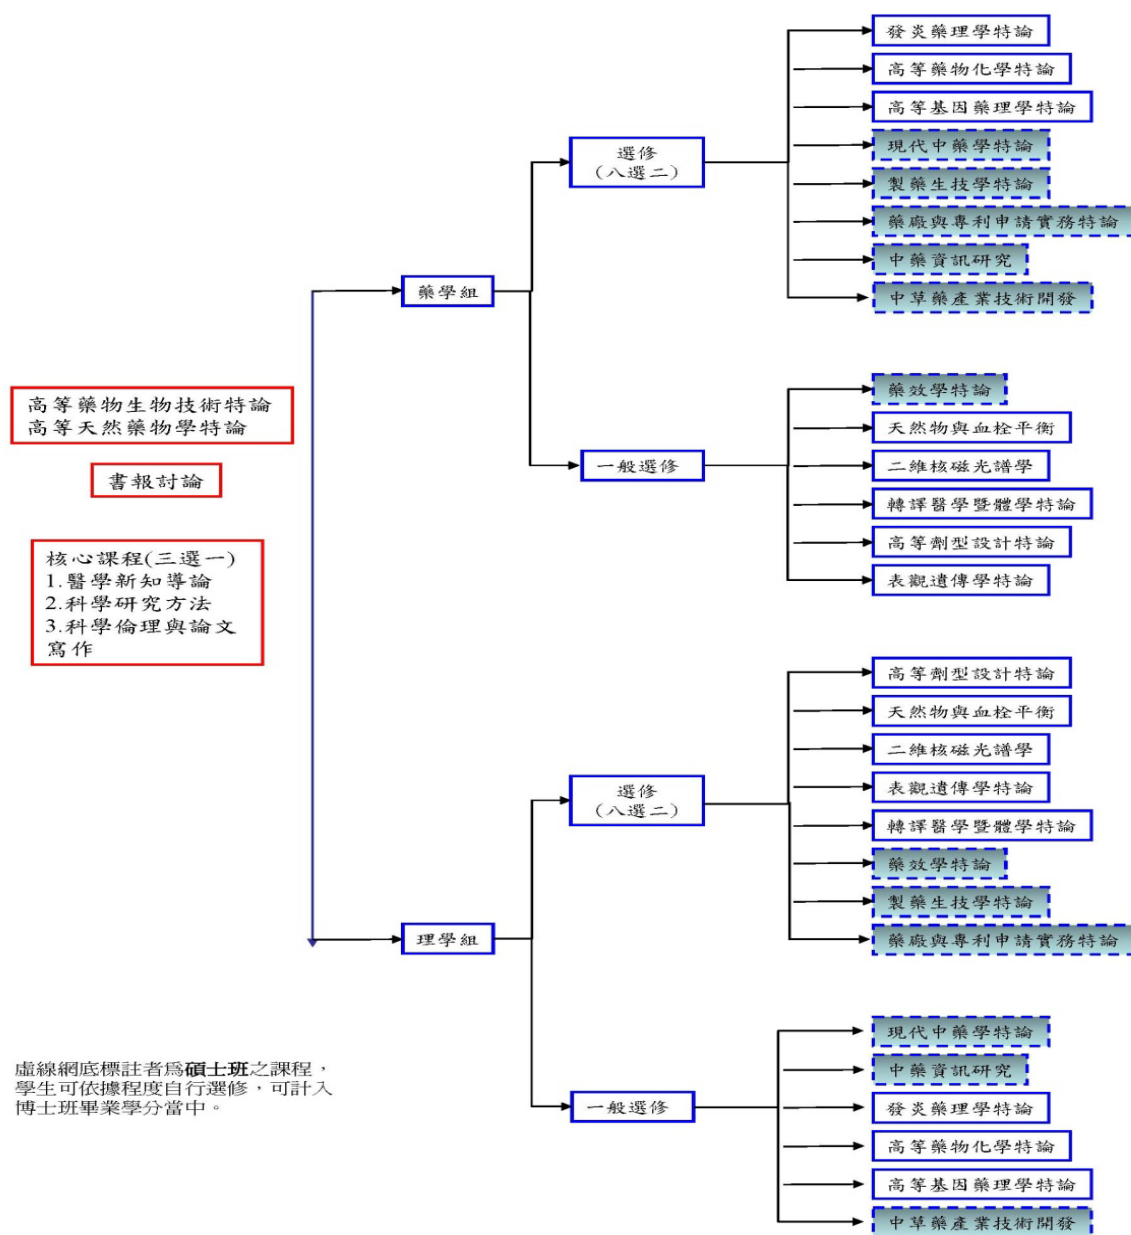 高等藥物生物技術特論
高等天然藥物學特論
書報討論
核心課程(三選一)
1.醫學新知導論
2.科學研究方法
3.科學倫理與論文
寫作
藥學組
選修
(八選二)
發炎藥理學特論
高等藥物化學特論
高等基因藥理學特論
現代中藥學特論
製藥生技學特論
藥廠與專利申請實務特論
中藥資訊研究
中草藥產業技術開發
一般選修
藥效學特論
天然物與血栓平衡
二維核磁光譜學
轉譯醫學暨體學特論
高等劑型設計特論
表觀遺傳學特論
理學組
選修
(八選二)
高等劑型設計特論
天然物與血栓平衡
二維核磁光譜學
表觀遺傳學特論
轉譯醫學暨體學特論
藥效學特論
製藥生技學特論
藥廠與專利申請實務特論
一般選修
現代中藥學特論
中藥資訊研究
發炎藥理學特論
高等藥物化學特論
高等基因藥理學特論
中草藥產業技術開發
虛線網底標註者為碩士班之課程，
學生可依據程度自行選修，可計入
博士班畢業學分當中。